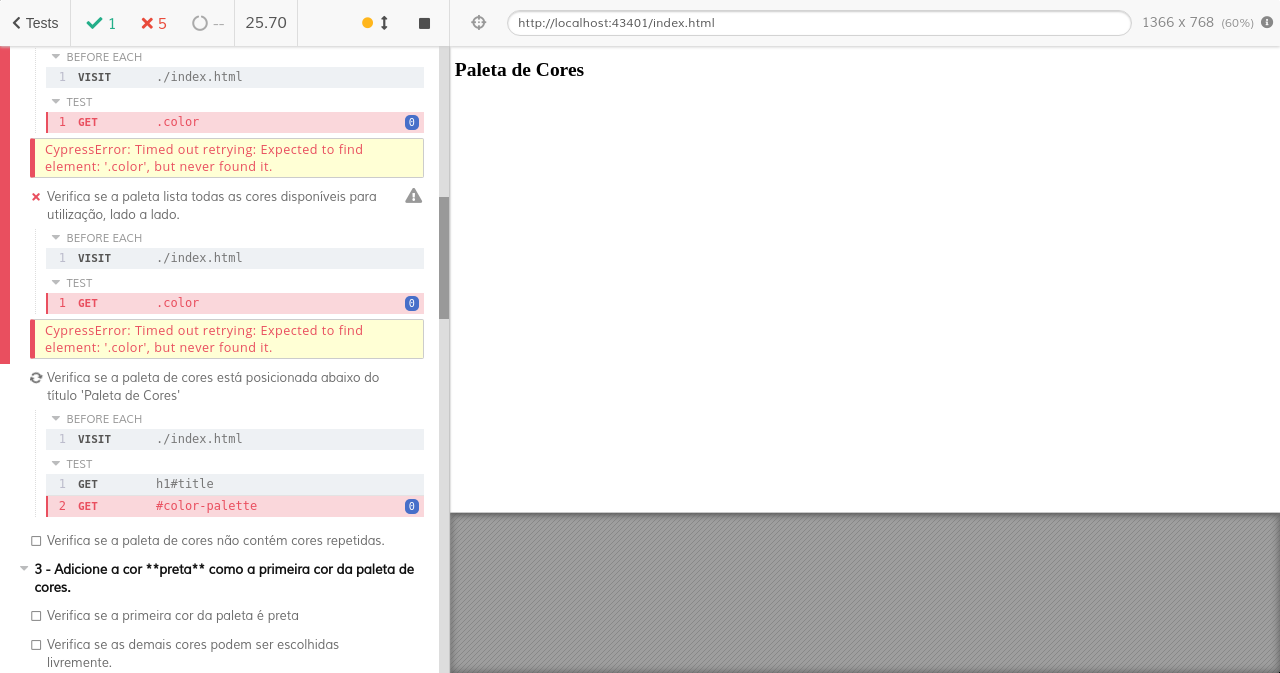 Tests
1
5
--
25.70
http://localhost:43401/index.html
1366 x 768 (60%)
BEFORE EACH
1 VISIT ./index.html
TEST
1 GET .color 0
CypressError: Timed out retrying: Expected to find
element: '.color', but never found it.
Verifica se a paleta lista todas as cores disponíveis para
utilização, lado a lado.
BEFORE EACH
1 VISIT ./index.html
TEST
1 GET .color 0
CypressError: Timed out retrying: Expected to find
element: '.color', but never found it.
Verifica se a paleta de cores está posicionada abaixo do
título 'Paleta de Cores'
BEFORE EACH
1 VISIT ./index.html
TEST
1 GET h1#title
2 GET #color-palette 0
Verifica se a paleta de cores não contém cores repetidas.
3 - Adicione a cor **preta** como a primeira cor da paleta de
cores.
Verifica se a primeira cor da paleta é preta
Verifica se as demais cores podem ser escolhidas
livremente.
Paleta de Cores